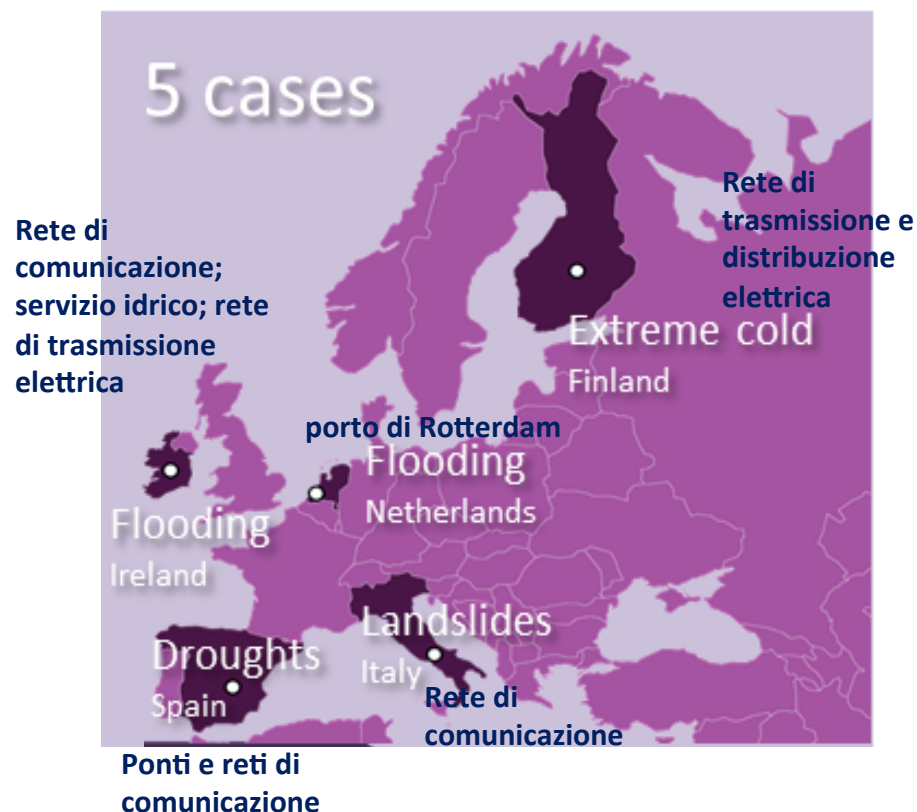 5 cases
Rete di
trasmissione e
distribuzione
elettrica
Extreme cold
Finland
Rete di
comunicazione;
servizio idrico; rete
di trasmissione
elettrica
Flooding
Ireland
porto di Rotterdam
Flooding
Netherlands
Landslides
Italy
Rete di
comunicazione
Droughts
Spain
Ponti e reti di
comunicazione